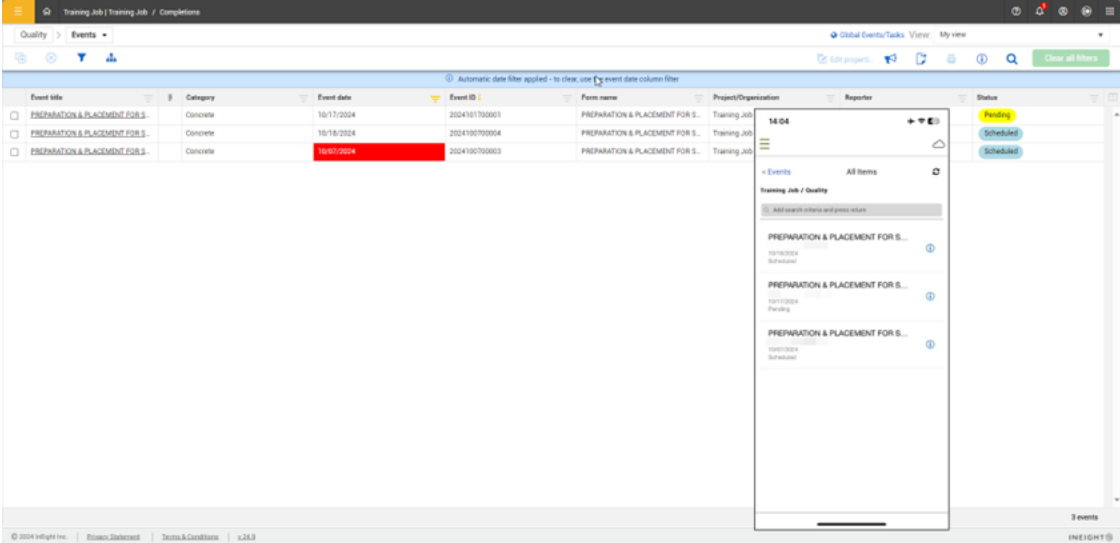 Training Job | Training Job / Completions
Quality > Events
Global Events/Tasks View: My view
Edit properti... Clear all filters
Automatic date filter applied - to clear, use the event date column filter
Event title Category Event date Event ID Form name Project/Organization Reporter Status
PREPARATION & PLACEMENT FOR S... Concrete 10/17/2024 2024101700001 PREPARATION & PLACEMENT FOR S... Training Job Pending
PREPARATION & PLACEMENT FOR S... Concrete 10/18/2024 2024100700004 PREPARATION & PLACEMENT FOR S... Training Job Scheduled
PREPARATION & PLACEMENT FOR S... Concrete 10/07/2024 2024100700003 PREPARATION & PLACEMENT FOR S... Training Job Scheduled
14:04
< Events All Items
Training Job / Quality
Add search criteria and press return
PREPARATION & PLACEMENT FOR S...
10/18/2024
Scheduled
PREPARATION & PLACEMENT FOR S...
10/17/2024
Pending
PREPARATION & PLACEMENT FOR S...
10/07/2024
Scheduled
3 events
© 2024 InEight Inc. | Privacy Statement | Terms & Conditions | v.24.9
INEIGHT